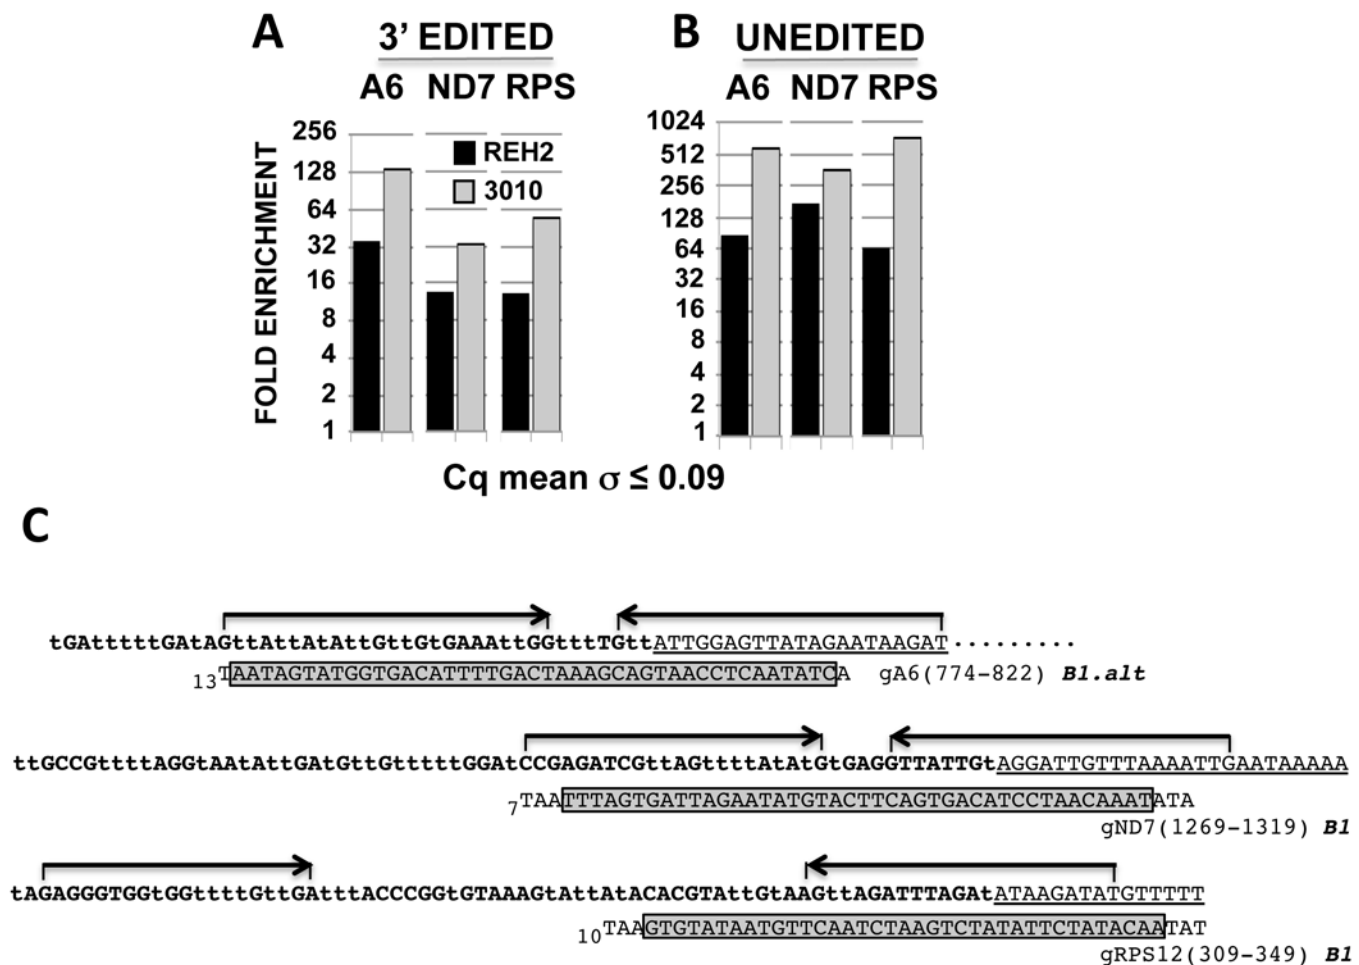 A
3' EDITED
A6 ND7 RPS
FOLD ENRICHMENT
256
128
64
32
16
8
4
2
1
REH2
3010
B
UNEDITED
A6 ND7 RPS
1024
512
256
128
64
32
16
8
4
2
1
Cq mean σ ≤ 0.09
C
tGAtttttGATAGttAttAtAttGttGtGAAAttGGttttTGttATTGGAGTTATAGAATAAGAT.........
13TAATAGTATGGTGACATTTTGACTAAAGCAGTAACCTCAATATCA gA6(774-822) B1.alt
ttGCCGttttAGGtAAtAttGAtGttGtttttGGAtCCGAGATCGttAGttttAtAtGtGAGGTTATTGtAGGATTGTTTAAAATTGAATAAAAA
7TAATTTAGTGATTAGAATATGTACTTCAGTGACATCCTAACAAATATA
gND7(1269-1319) B1
tAGAGGGTGGtGGttttGttGAtttACCCGGtGTAAAGtAttAtACACGTAttGtAAGttAGATTTAGAtATAAGATATGTTTTT
10TAAGTGTATAATGTTCAATCTAAGTCTATATTCTATACAATAT
gRPS12(309-349) B1